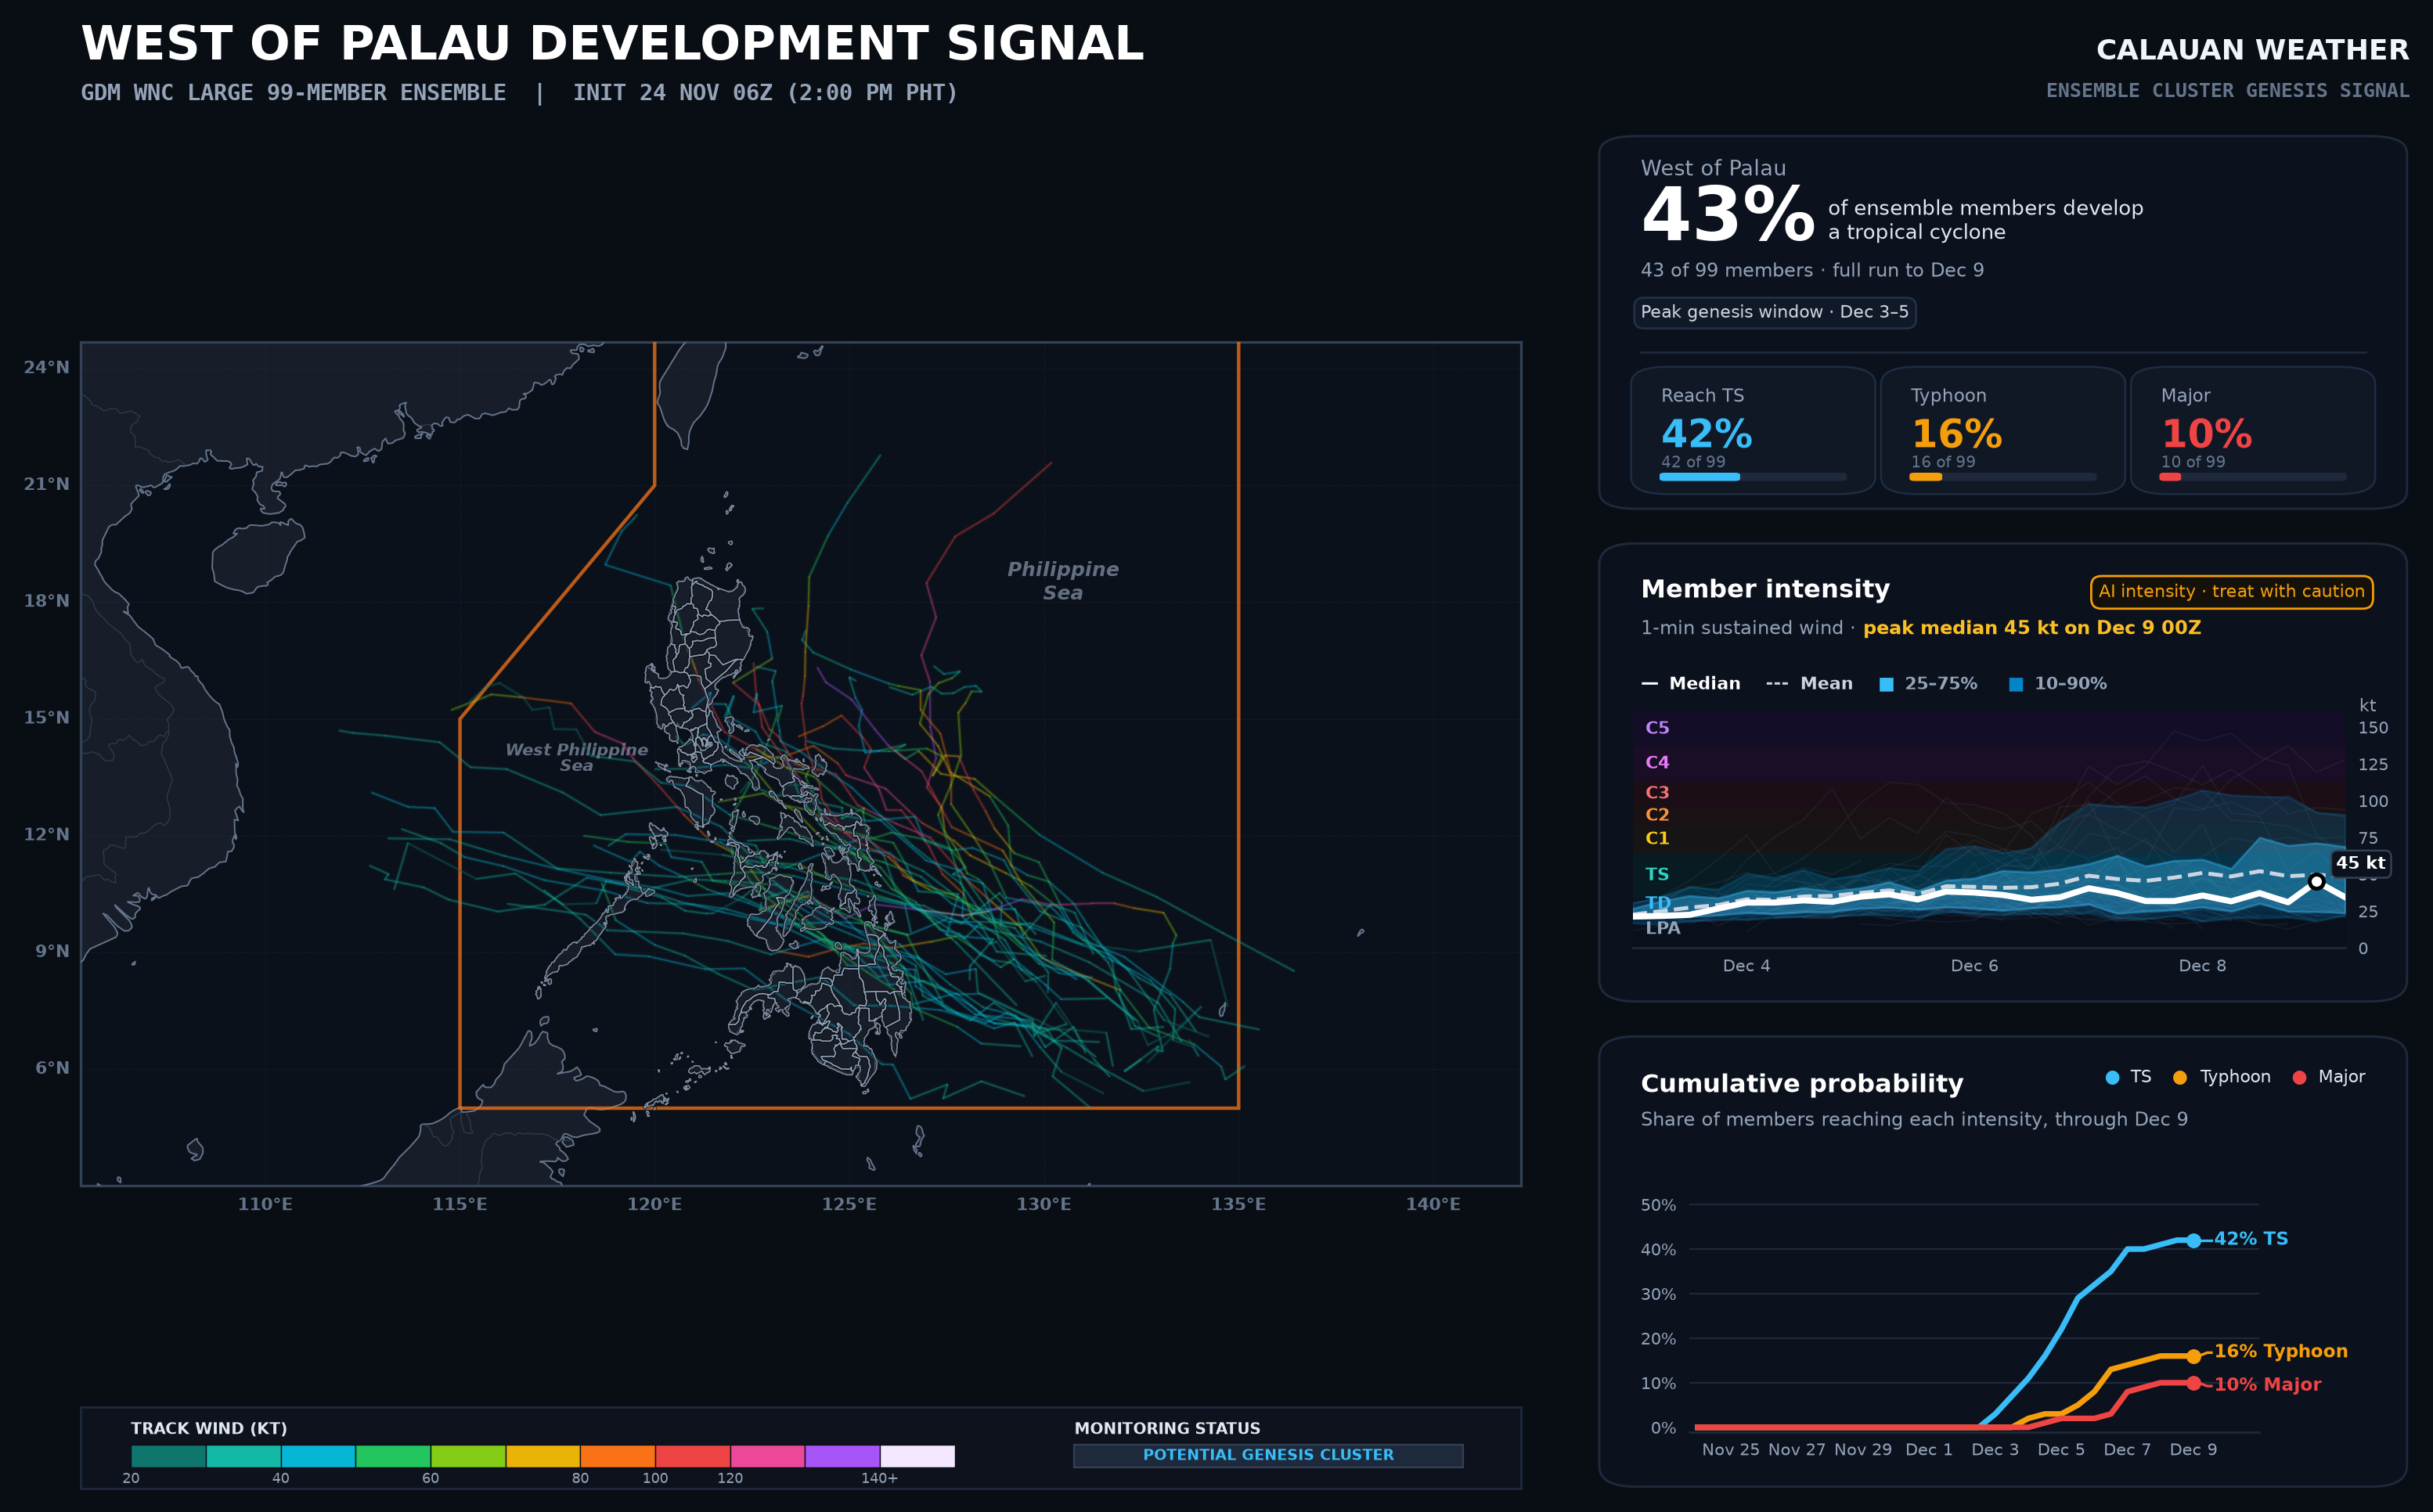 WEST OF PALAU DEVELOPMENT SIGNAL
GDM WNC LARGE 99-MEMBER ENSEMBLE | INIT 24 NOV 06Z (2:00 PM PHT)
CALAUAN WEATHER
ENSEMBLE CLUSTER GENESIS SIGNAL
24°N
21°N
18°N
15°N
12°N
9°N
6°N
110°E
115°E
120°E
125°E
130°E
135°E
140°E
Philippine
Sea
West Philippine
Sea
TRACK WIND (KT)
20
40
60
80
100
120
140+
MONITORING STATUS
POTENTIAL GENESIS CLUSTER
West of Palau
43% of ensemble members develop
a tropical cyclone
43 of 99 members · full run to Dec 9
Peak genesis window · Dec 3–5
Reach TS
42%
42 of 99
Typhoon
16%
16 of 99
Major
10%
10 of 99
Member intensity
AI intensity · treat with caution
1-min sustained wind · peak median 45 kt on Dec 9 00Z
Median
Mean
25–75%
10–90%
kt
C5
C4
C3
C2
C1
TS
TD
LPA
150
125
100
75
45 kt
25
0
Dec 4
Dec 6
Dec 8
Cumulative probability
TS
Typhoon
Major
Share of members reaching each intensity, through Dec 9
50%
40%
30%
20%
10%
0%
42% TS
16% Typhoon
10% Major
Nov 25
Nov 27
Nov 29
Dec 1
Dec 3
Dec 5
Dec 7
Dec 9